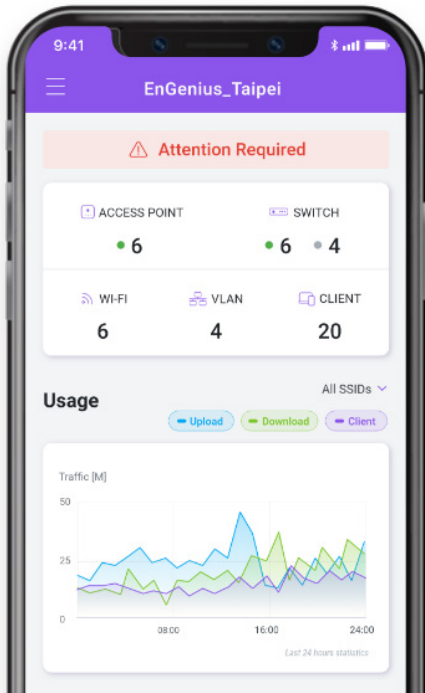 9:41
EnGenius_Taipei
Attention Required
ACCESS POINT
6
SWITCH
6 4
WI-FI
6
VLAN
4
CLIENT
20
Usage
All SSIDs
Upload Download Client
Traffic [M]
50
25
0
08:00 16:00 24:00
Last 24 hours statistics